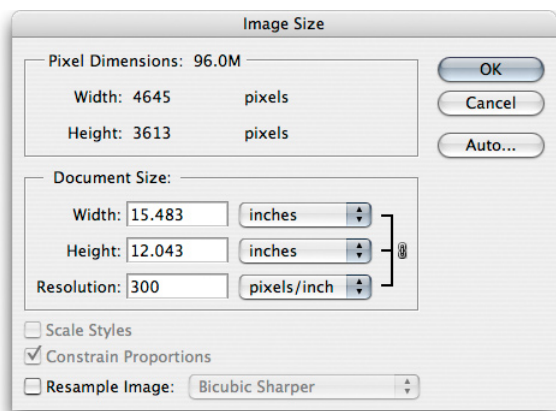 Image Size
Pixel Dimensions: 96.0M
OK
Width: 4645 pixels
Cancel
Height: 3613 pixels
Auto...
Document Size:
Width: 15.483 inches
Height: 12.043 inches
Resolution: 300 pixels/inch
Scale Styles
Constrain Proportions
Resample Image: Bicubic Sharper